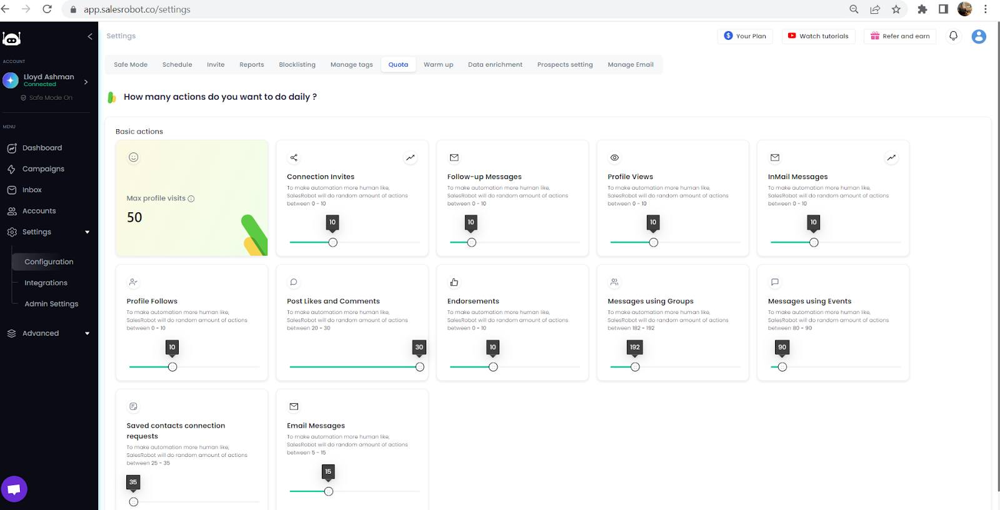 app.salesrobot.co/settings
Settings
Your Plan
Watch tutorials
Refer and earn
ACCOUNT
Lloyd Ashman
Connected
Safe Mode On
MENU
Dashboard
Campaigns
Inbox
Accounts
Settings
Configuration
Integrations
Admin Settings
Advanced
Safe Mode
Schedule
Invite
Reports
Blocklisting
Manage tags
Quota
Warm up
Data enrichment
Prospects setting
Manage Email
How many actions do you want to do daily ?
Basic actions
Max profile visits
50
Connection Invites
To make automation more human like,
SalesRobot will do random amount of actions
between 0 - 10
10
Follow-up Messages
To make automation more human like,
SalesRobot will do random amount of actions
between 0 - 10
10
Profile Views
To make automation more human like,
SalesRobot will do random amount of actions
between 0 - 10
10
InMail Messages
To make automation more human like,
SalesRobot will do random amount of actions
between 0 - 10
10
Profile Follows
To make automation more human like,
SalesRobot will do random amount of actions
between 0 - 10
10
Post Likes and Comments
To make automation more human like,
SalesRobot will do random amount of actions
between 20 - 30
30
Endorsements
To make automation more human like,
SalesRobot will do random amount of actions
between 0 - 10
10
Messages using Groups
To make automation more human like,
SalesRobot will do random amount of actions
between 182 - 192
192
Messages using Events
To make automation more human like,
SalesRobot will do random amount of actions
between 80 - 90
90
Saved contacts connection
requests
To make automation more human like,
SalesRobot will do random amount of actions
between 25 - 35
35
Email Messages
To make automation more human like,
SalesRobot will do random amount of actions
between 5 - 15
15